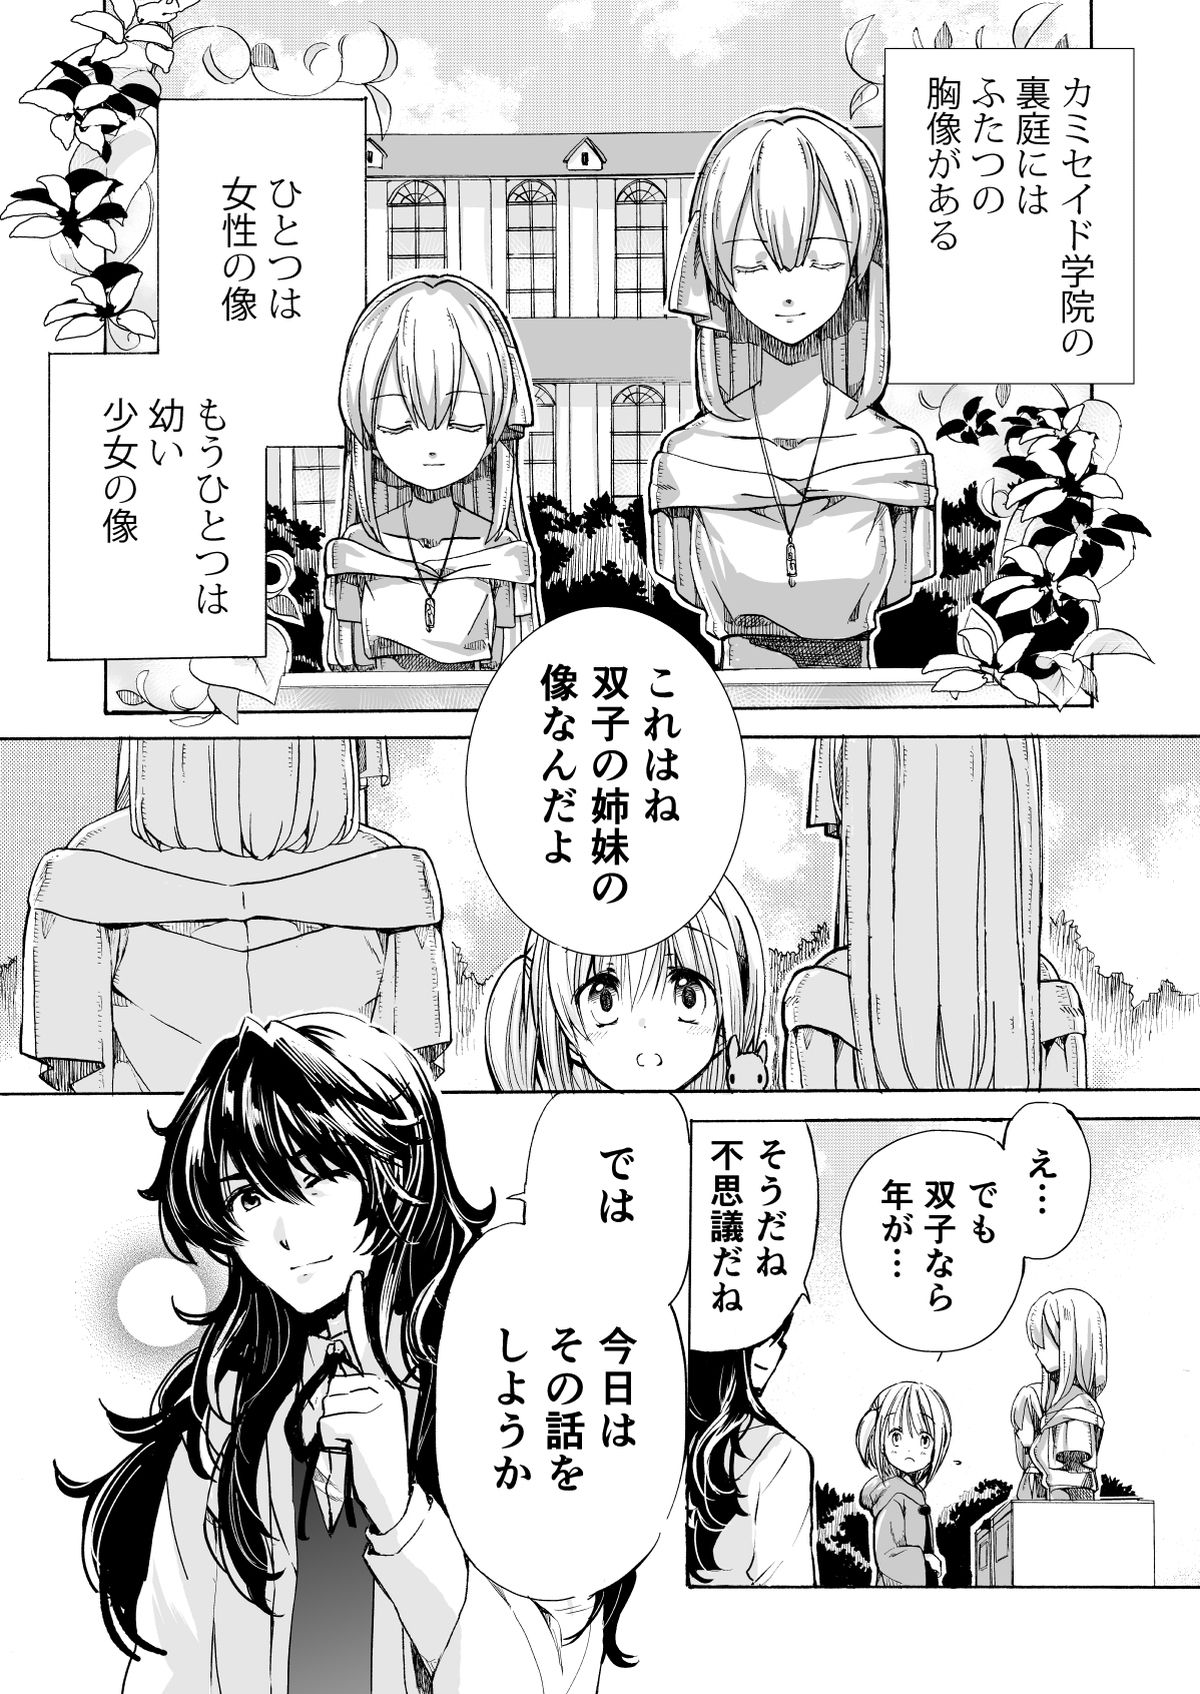 カミセイド学院の
裏庭には
ふたつの
胸像がある
ひとつは
女性の像
もうひとつは
幼い
少女の像
これはね
双子の姉妹の
像なんだよ
え…
でも
双子なら
年が…
そうだね
不思議だね
では
今日は
その話を
しようか